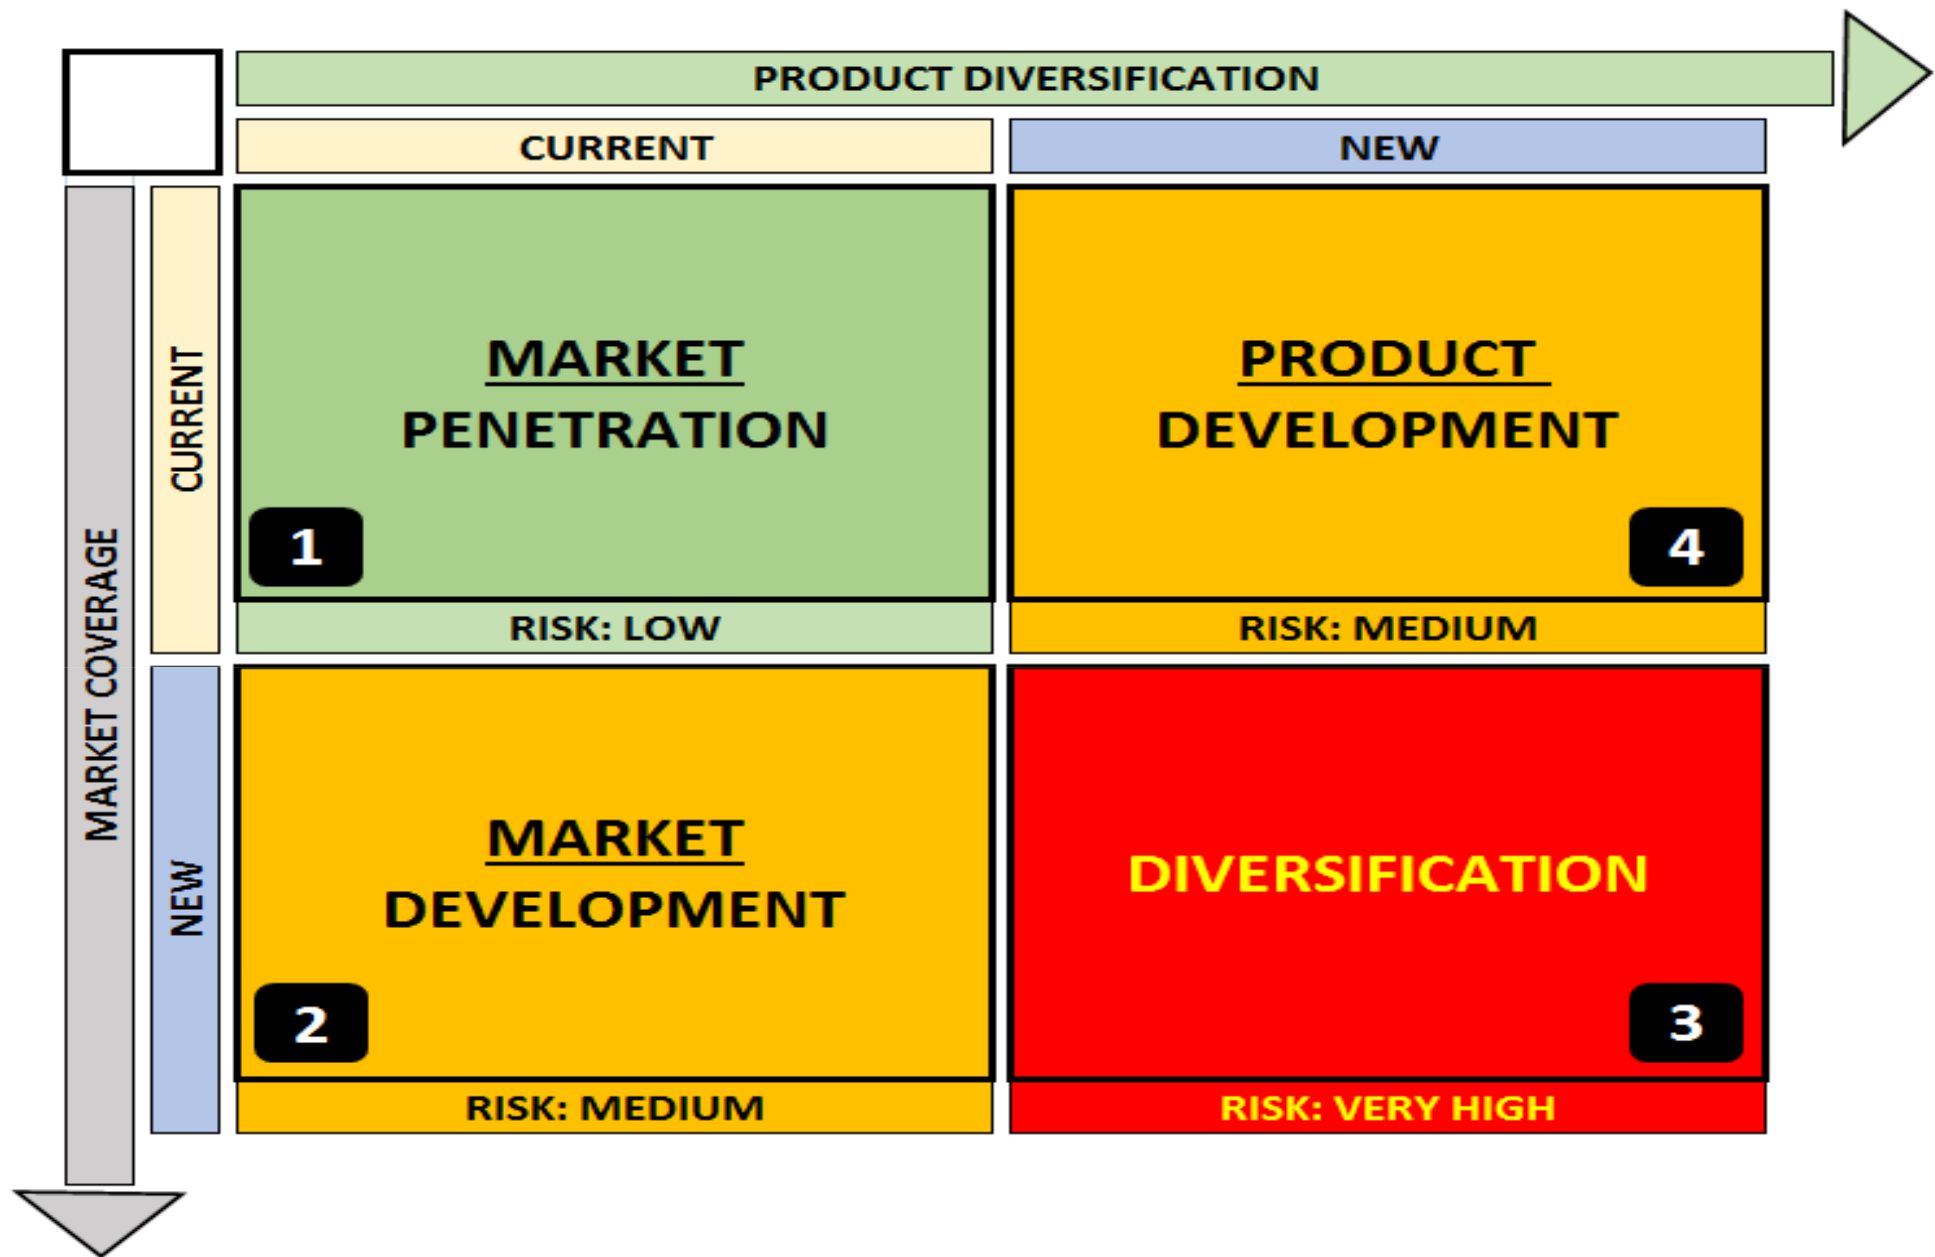 PRODUCT DIVERSIFICATION
CURRENT
NEW
MARKET COVERAGE
CURRENT
MARKET
PENETRATION
1
RISK: LOW
PRODUCT
DEVELOPMENT
4
RISK: MEDIUM
NEW
MARKET
DEVELOPMENT
2
RISK: MEDIUM
DIVERSIFICATION
3
RISK: VERY HIGH